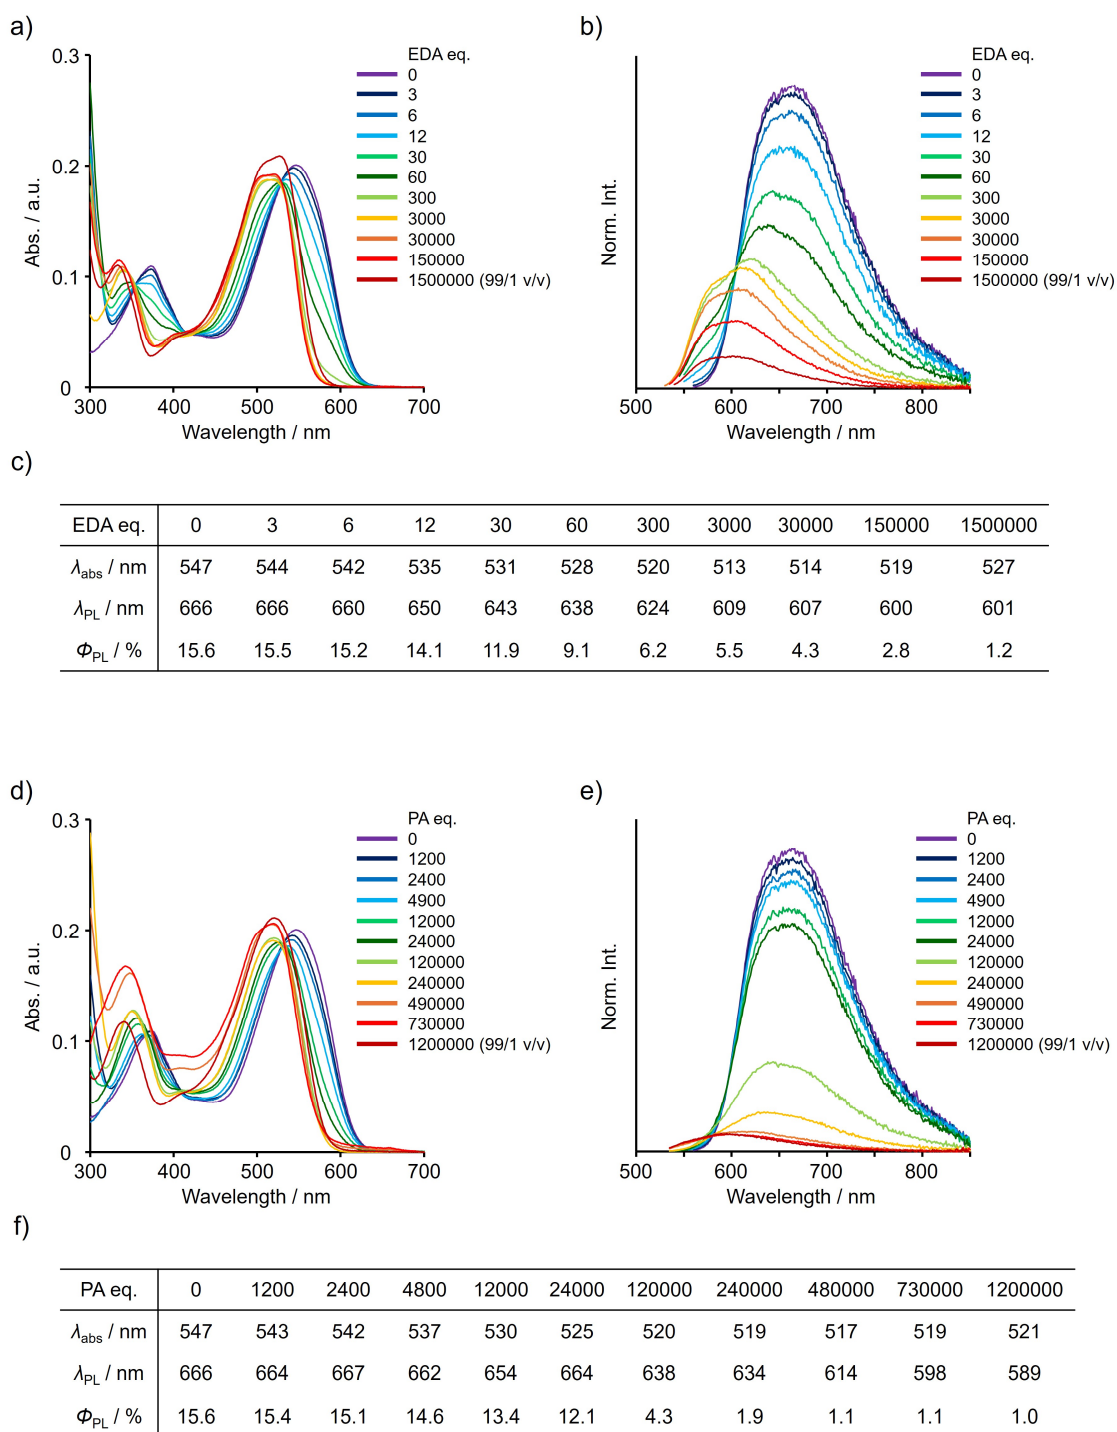 a)
0.3
0.2
0.1
0
300 400 500 600 700
Abs. / a.u.
Wavelength / nm
EDA eq.
0
3
6
12
30
60
300
3000
30000
150000
1500000 (99/1 v/v)
b)
Norm. Int.
500 600 700 800
Wavelength / nm
EDA eq.
0
3
6
12
30
60
300
3000
30000
150000
1500000 (99/1 v/v)
c)
EDA eq. 0 3 6 12 30 60 300 3000 30000 150000 1500000
λabs / nm 547 544 542 535 531 528 520 513 514 519 527
λPL / nm 666 666 660 650 643 638 624 609 607 600 601
ΦPL / % 15.6 15.5 15.2 14.1 11.9 9.1 6.2 5.5 4.3 2.8 1.2
d)
0.3
0.2
0.1
0
300 400 500 600 700
Abs. / a.u.
Wavelength / nm
PA eq.
0
1200
2400
4900
12000
24000
120000
240000
490000
730000
1200000 (99/1 v/v)
e)
Norm. Int.
500 600 700 800
Wavelength / nm
PA eq.
0
1200
2400
4900
12000
24000
120000
240000
490000
730000
1200000 (99/1 v/v)
f)
PA eq. 0 1200 2400 4800 12000 24000 120000 240000 480000 730000 1200000
λabs / nm 547 543 542 537 530 525 520 519 517 519 521
λPL / nm 666 664 667 662 654 664 638 634 614 598 589
ΦPL / % 15.6 15.4 15.1 14.6 13.4 12.1 4.3 1.9 1.1 1.1 1.0